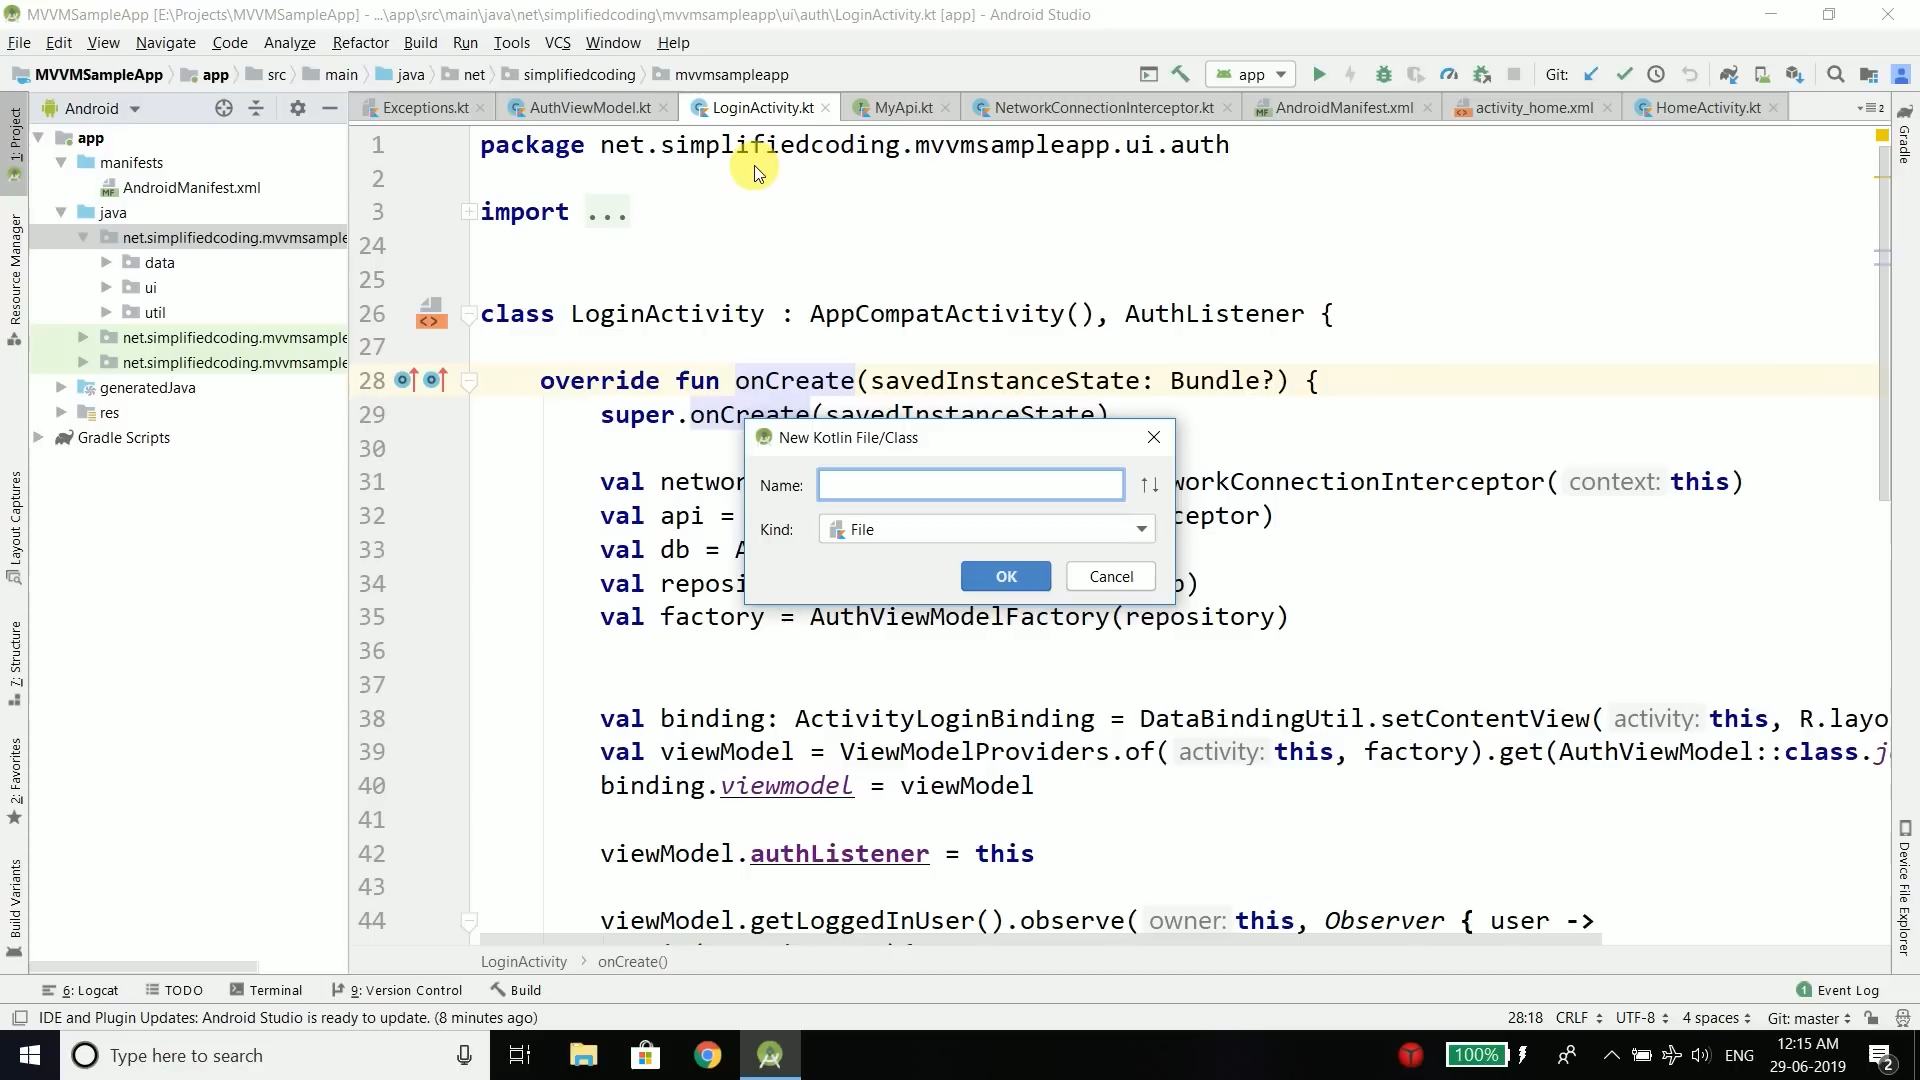 MVVMSampleApp [E:\Projects\MVVMSampleApp] - ...\app\src\main\java\net\simplifiedcoding\mvvmsampleapp\ui\auth\LoginActivity.kt [app] - Android Studio
File Edit View Navigate Code Analyze Refactor Build Run Tools VCS Window Help
MVVMSampleApp app src main java net simplifiedcoding mvvmsampleapp app Git:
Android
Exceptions.kt AuthViewModel.kt LoginActivity.kt MyApi.kt NetworkConnectionInterceptor.kt AndroidManifest.xml activity_home.xml HomeActivity.kt 2
1: Project
Resource Manager
Layout Captures
7: Structure
2: Favorites
Build Variants
app
manifests
AndroidManifest.xml
java
net.simplifiedcoding.mvvmsample
data
ui
util
net.simplifiedcoding.mvvmsample
net.simplifiedcoding.mvvmsample
generatedJava
res
Gradle Scripts
1 package net.simplifiedcoding.mvvmsampleapp.ui.auth
2
3 import ...
24
25
26 class LoginActivity : AppCompatActivity(), AuthListener {
27
28 override fun onCreate(savedInstanceState: Bundle?) {
29 super.onCreate(savedInstanceState)
30
31 val networ workConnectionInterceptor( context: this)
32 val api = ceptor)
33 val db = A
34 val reposi )
35 val factory = AuthViewModelFactory(repository)
36
37
38 val binding: ActivityLoginBinding = DataBindingUtil.setContentView( activity: this, R.layo
39 val viewModel = ViewModelProviders.of( activity: this, factory).get(AuthViewModel::class.j
40 binding.viewmodel = viewModel
41
42 viewModel.authListener = this
43
44 viewModel.getLoggedInUser().observe( owner: this, Observer { user ->
New Kotlin File/Class
Name:
Kind: File
OK Cancel
Gradle
Device File Explorer
LoginActivity onCreate()
6: Logcat TODO Terminal 9: Version Control Build 1 Event Log
IDE and Plugin Updates: Android Studio is ready to update. (8 minutes ago) 28:18 CRLF UTF-8 4 spaces Git: master
Type here to search 100% ENG 12:15 AM
29-06-2019 2